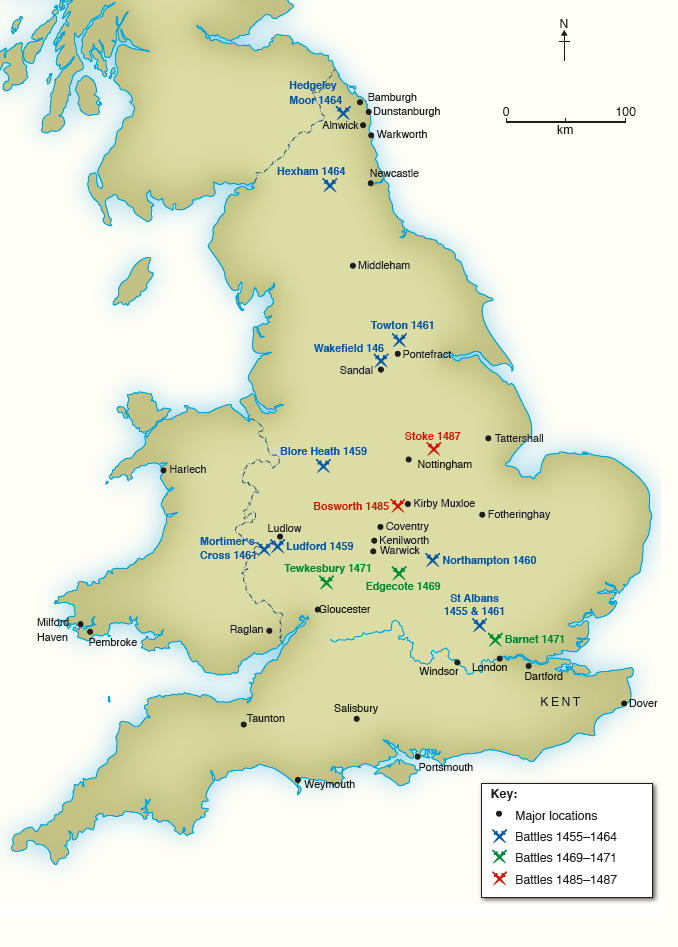 N
0 100
km
Hedgeley
Moor 1464
Bamburgh
Dunstanburgh
Alnwick
Warkworth
Hexham 1464
Newcastle
Middleham
Towton 1461
Wakefield 146
Pontefract
Sandal
Stoke 1487
Tattershall
Blore Heath 1459
Nottingham
Harlech
Bosworth 1485
Kirby Muxloe
Fotheringhay
Coventry
Ludlow
Kenilworth
Mortimer's
Cross 1461
Ludford 1459
Warwick
Northampton 1460
Tewkesbury 1471
Edgecote 1469
St Albans
1455 & 1461
Gloucester
Milford
Haven
Pembroke
Raglan
Barnet 1471
Windsor
London
Dartford
KENT
Dover
Taunton
Salisbury
Portsmouth
Weymouth
Key:
Major locations
Battles 1455–1464
Battles 1469–1471
Battles 1485–1487